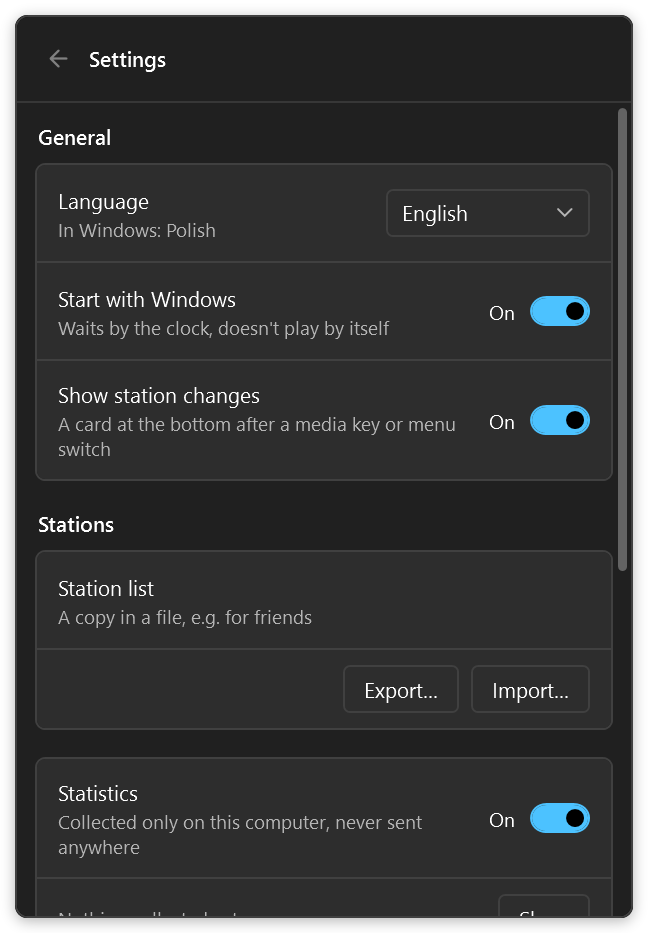 Settings
General
Language
In Windows: Polish
English
Start with Windows
Waits by the clock, doesn't play by itself
On
Show station changes
A card at the bottom after a media key or menu
switch
On
Stations
Station list
A copy in a file, e.g. for friends
Export...
Import...
Statistics
Collected only on this computer, never sent
anywhere
On